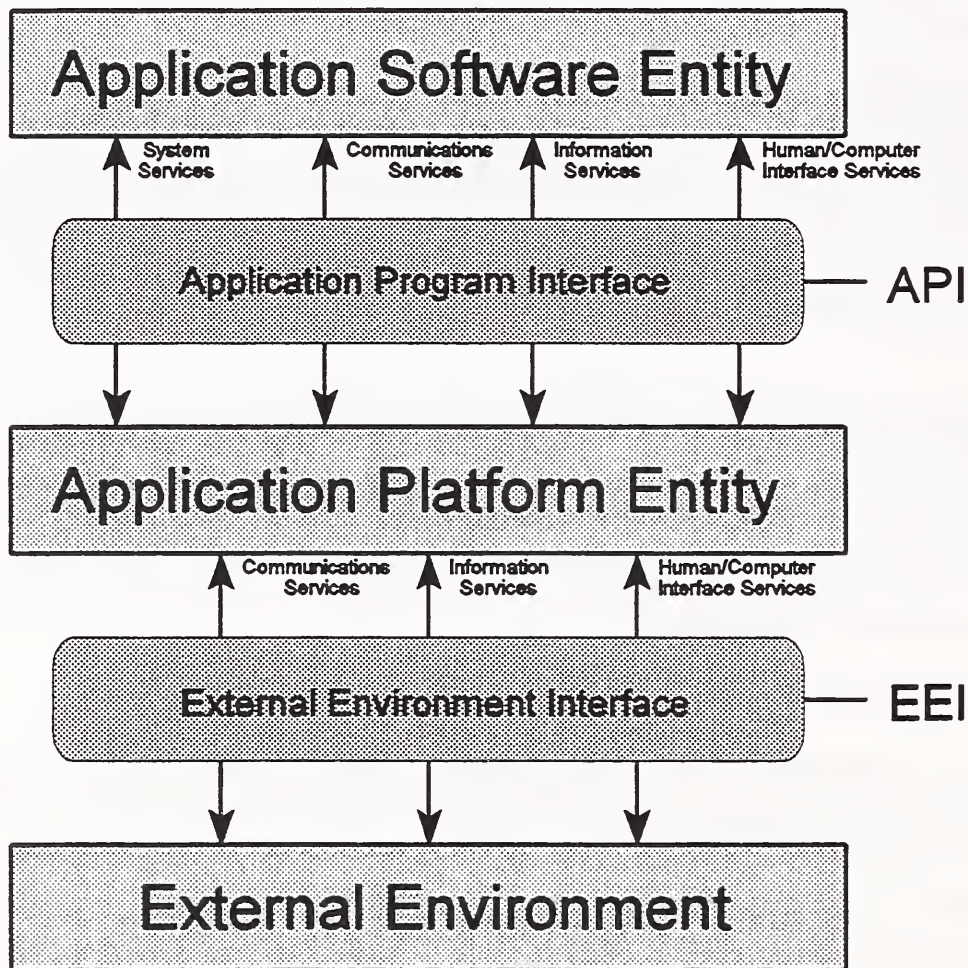 Application Software Entity
System
Services
Communications
Services
Information
Services
Human/Computer
Interface Services
Application Program Interface
API
Application Platform Entity
Communications
Services
Information
Services
Human/Computer
Interface Services
External Environment Interface
EEI
External Environment